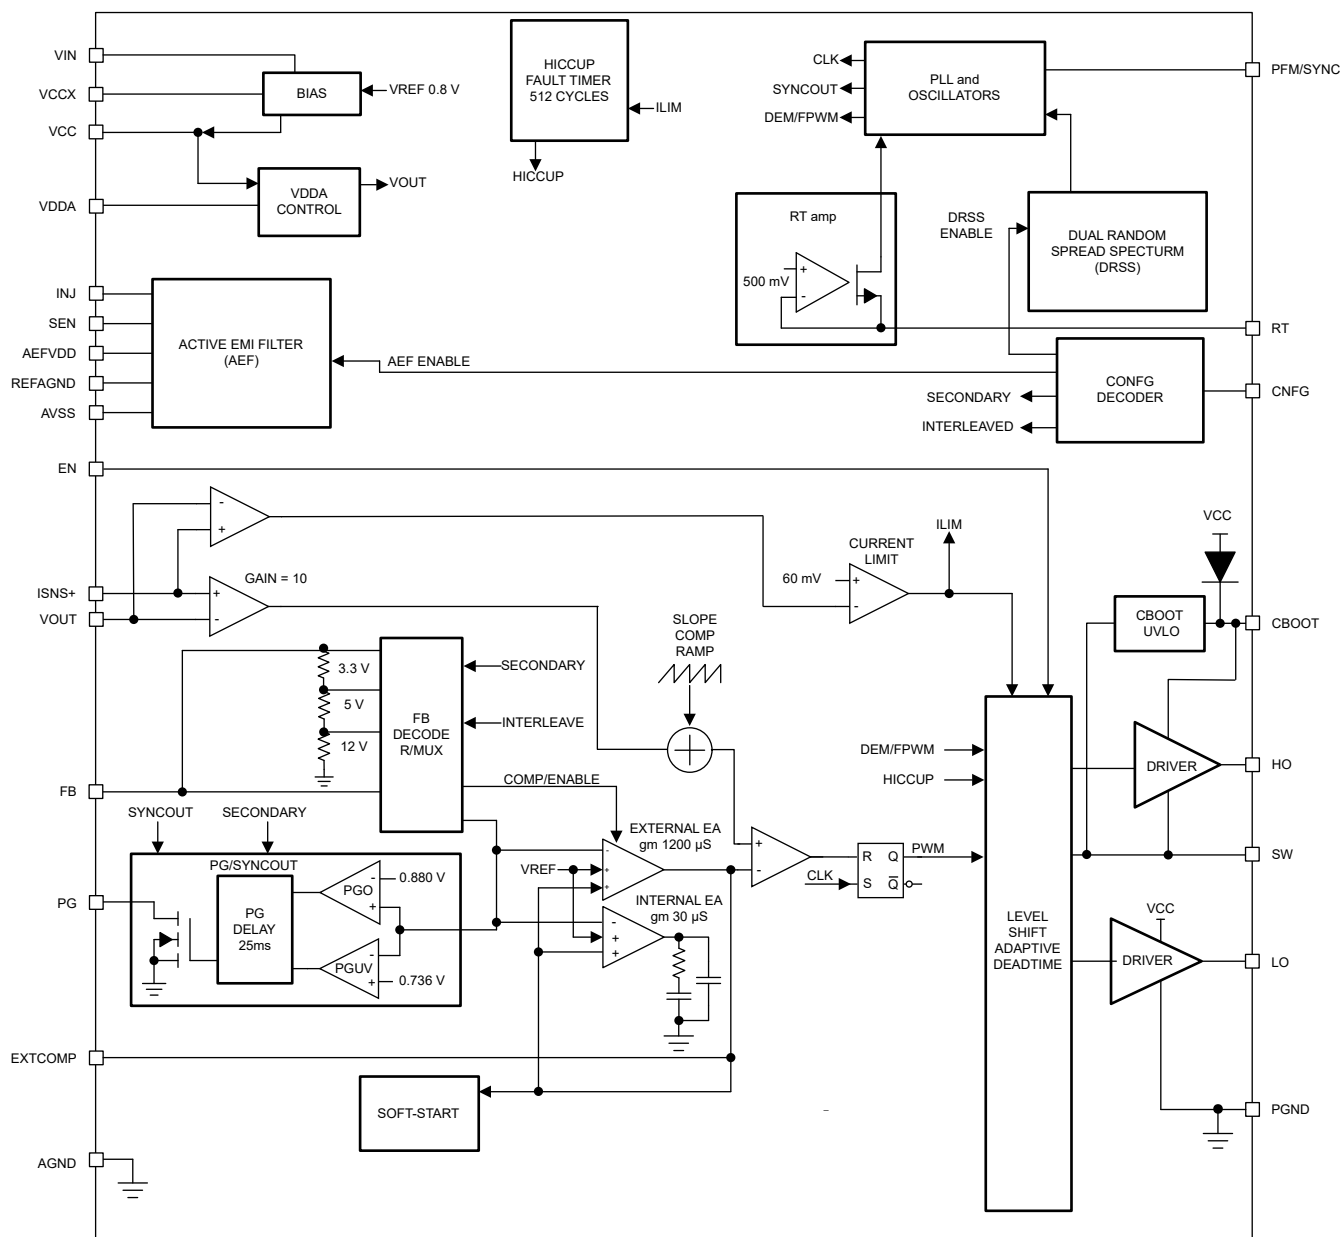 VIN
VCCX
VCC
VDDA
BIAS
VREF 0.8 V
VDDA
CONTROL
VOUT
HICCUP
FAULT TIMER
512 CYCLES
ILIM
HICCUP
CLK
SYNCOUT
DEM/FPWM
PLL and
OSCILLATORS
PFM/SYNC
RT amp
500 mV
+
-
DRSS
ENABLE
DUAL RANDOM
SPREAD SPECTURM
(DRSS)
RT
INJ
SEN
AEFVDD
REFAGND
AVSS
ACTIVE EMI FILTER
(AEF)
AEF ENABLE
CONFG
DECODER
SECONDARY
INTERLEAVED
CNFG
EN
-
+
ISNS+
VOUT
+
-
GAIN = 10
60 mV
CURRENT
LIMIT
+
-
ILIM
VCC
CBOOT
UVLO
CBOOT
SLOPE
COMP
RAMP
3.3 V
5 V
12 V
FB
DECODE
R/MUX
SECONDARY
INTERLEAVE
COMP/ENABLE
FB
SYNCOUT
SECONDARY
PG/SYNCOUT
PG
DELAY
25ms
PGO
-
+
0.880 V
PGUV
-
+
0.736 V
PG
EXTERNAL EA
gm 1200 µS
VREF
-
+
+
INTERNAL EA
gm 30 µS
-
+
+
+
-
CLK
R
Q
S
Q
PWM
DEM/FPWM
HICCUP
LEVEL
SHIFT
ADAPTIVE
DEADTIME
DRIVER
HO
SW
VCC
DRIVER
LO
PGND
EXTCOMP
SOFT-START
AGND